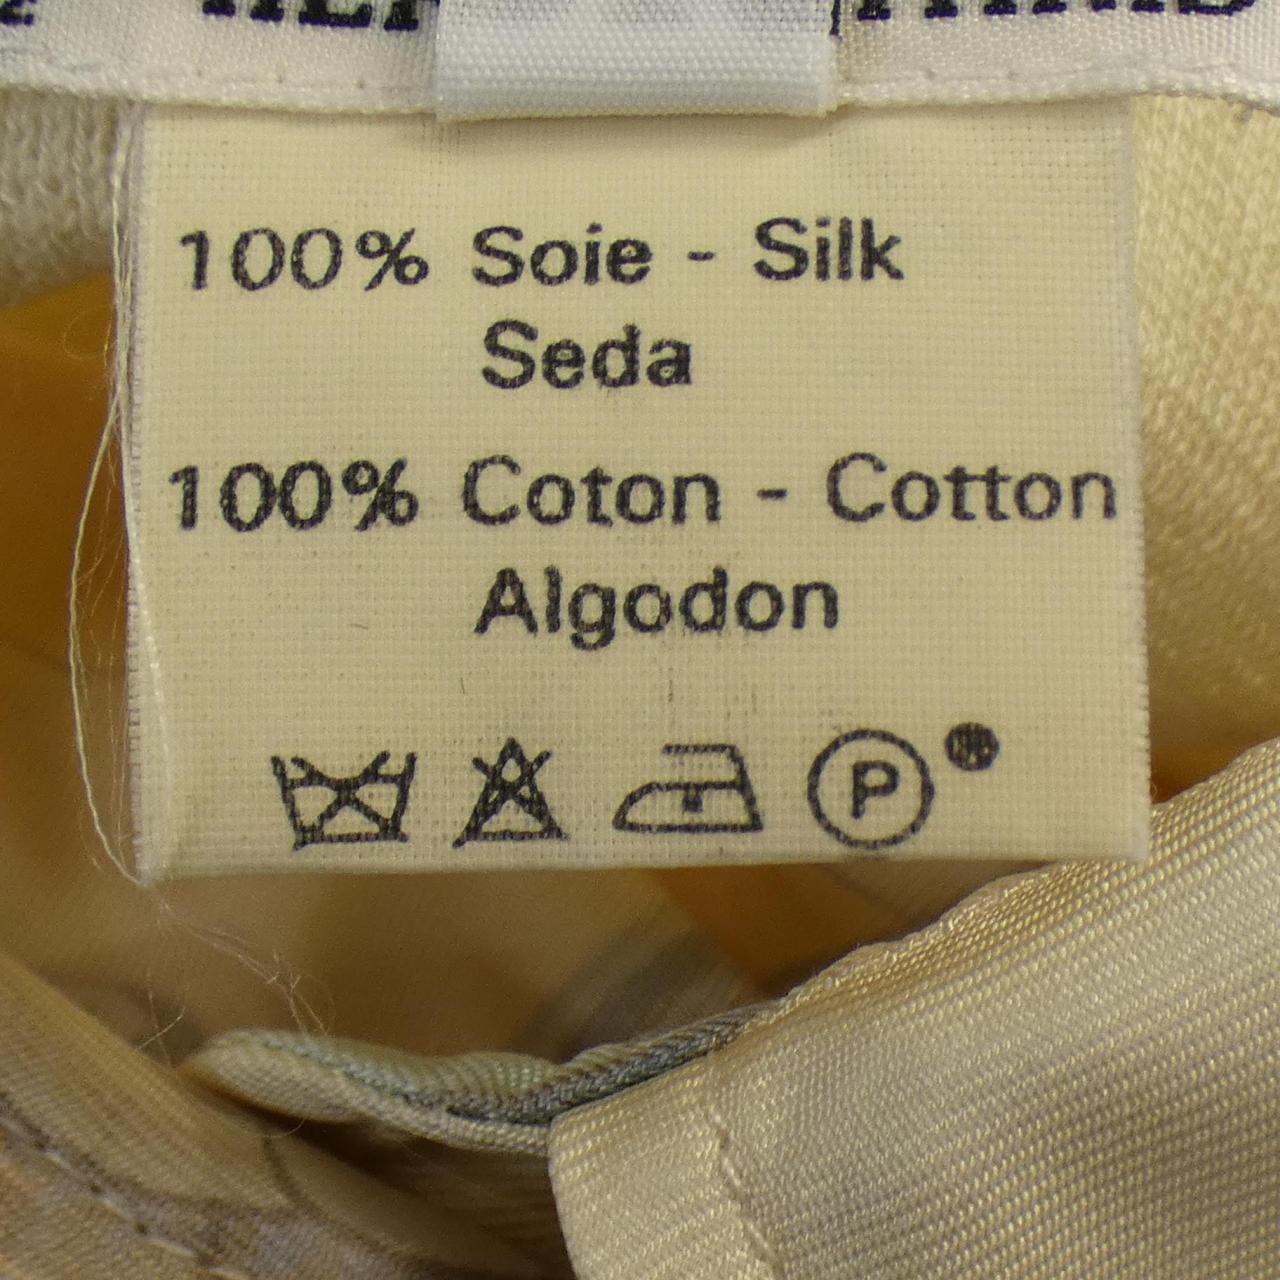 100% Soie - Silk
Seda
100% Coton - Cotton
Algodon
P